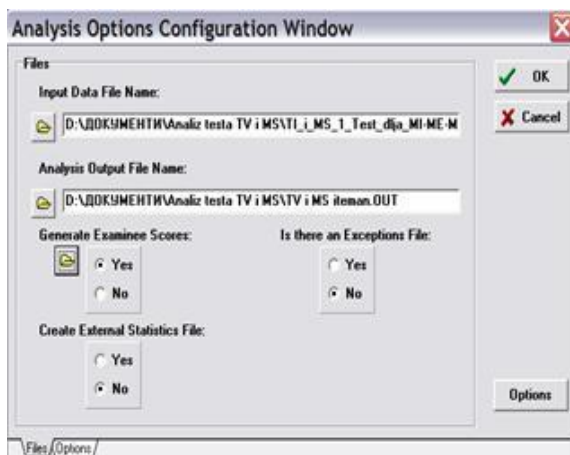 Analysis Options Configuration Window
Files
Input Data File Name:
D:\ДОКУМЕНТИ\Analiz testa TV i MS\TI_i_MS_1_Test_dlja_MI-ME-M
Analysis Output File Name:
D:\ДОКУМЕНТИ\Analiz testa TV i MS\TV i MS iteman.OUT
Generate Examinee Scores:
Yes
No
Is there an Exceptions File:
Yes
No
Create External Statistics File:
Yes
No
OK
Cancel
Options
Files / Options /